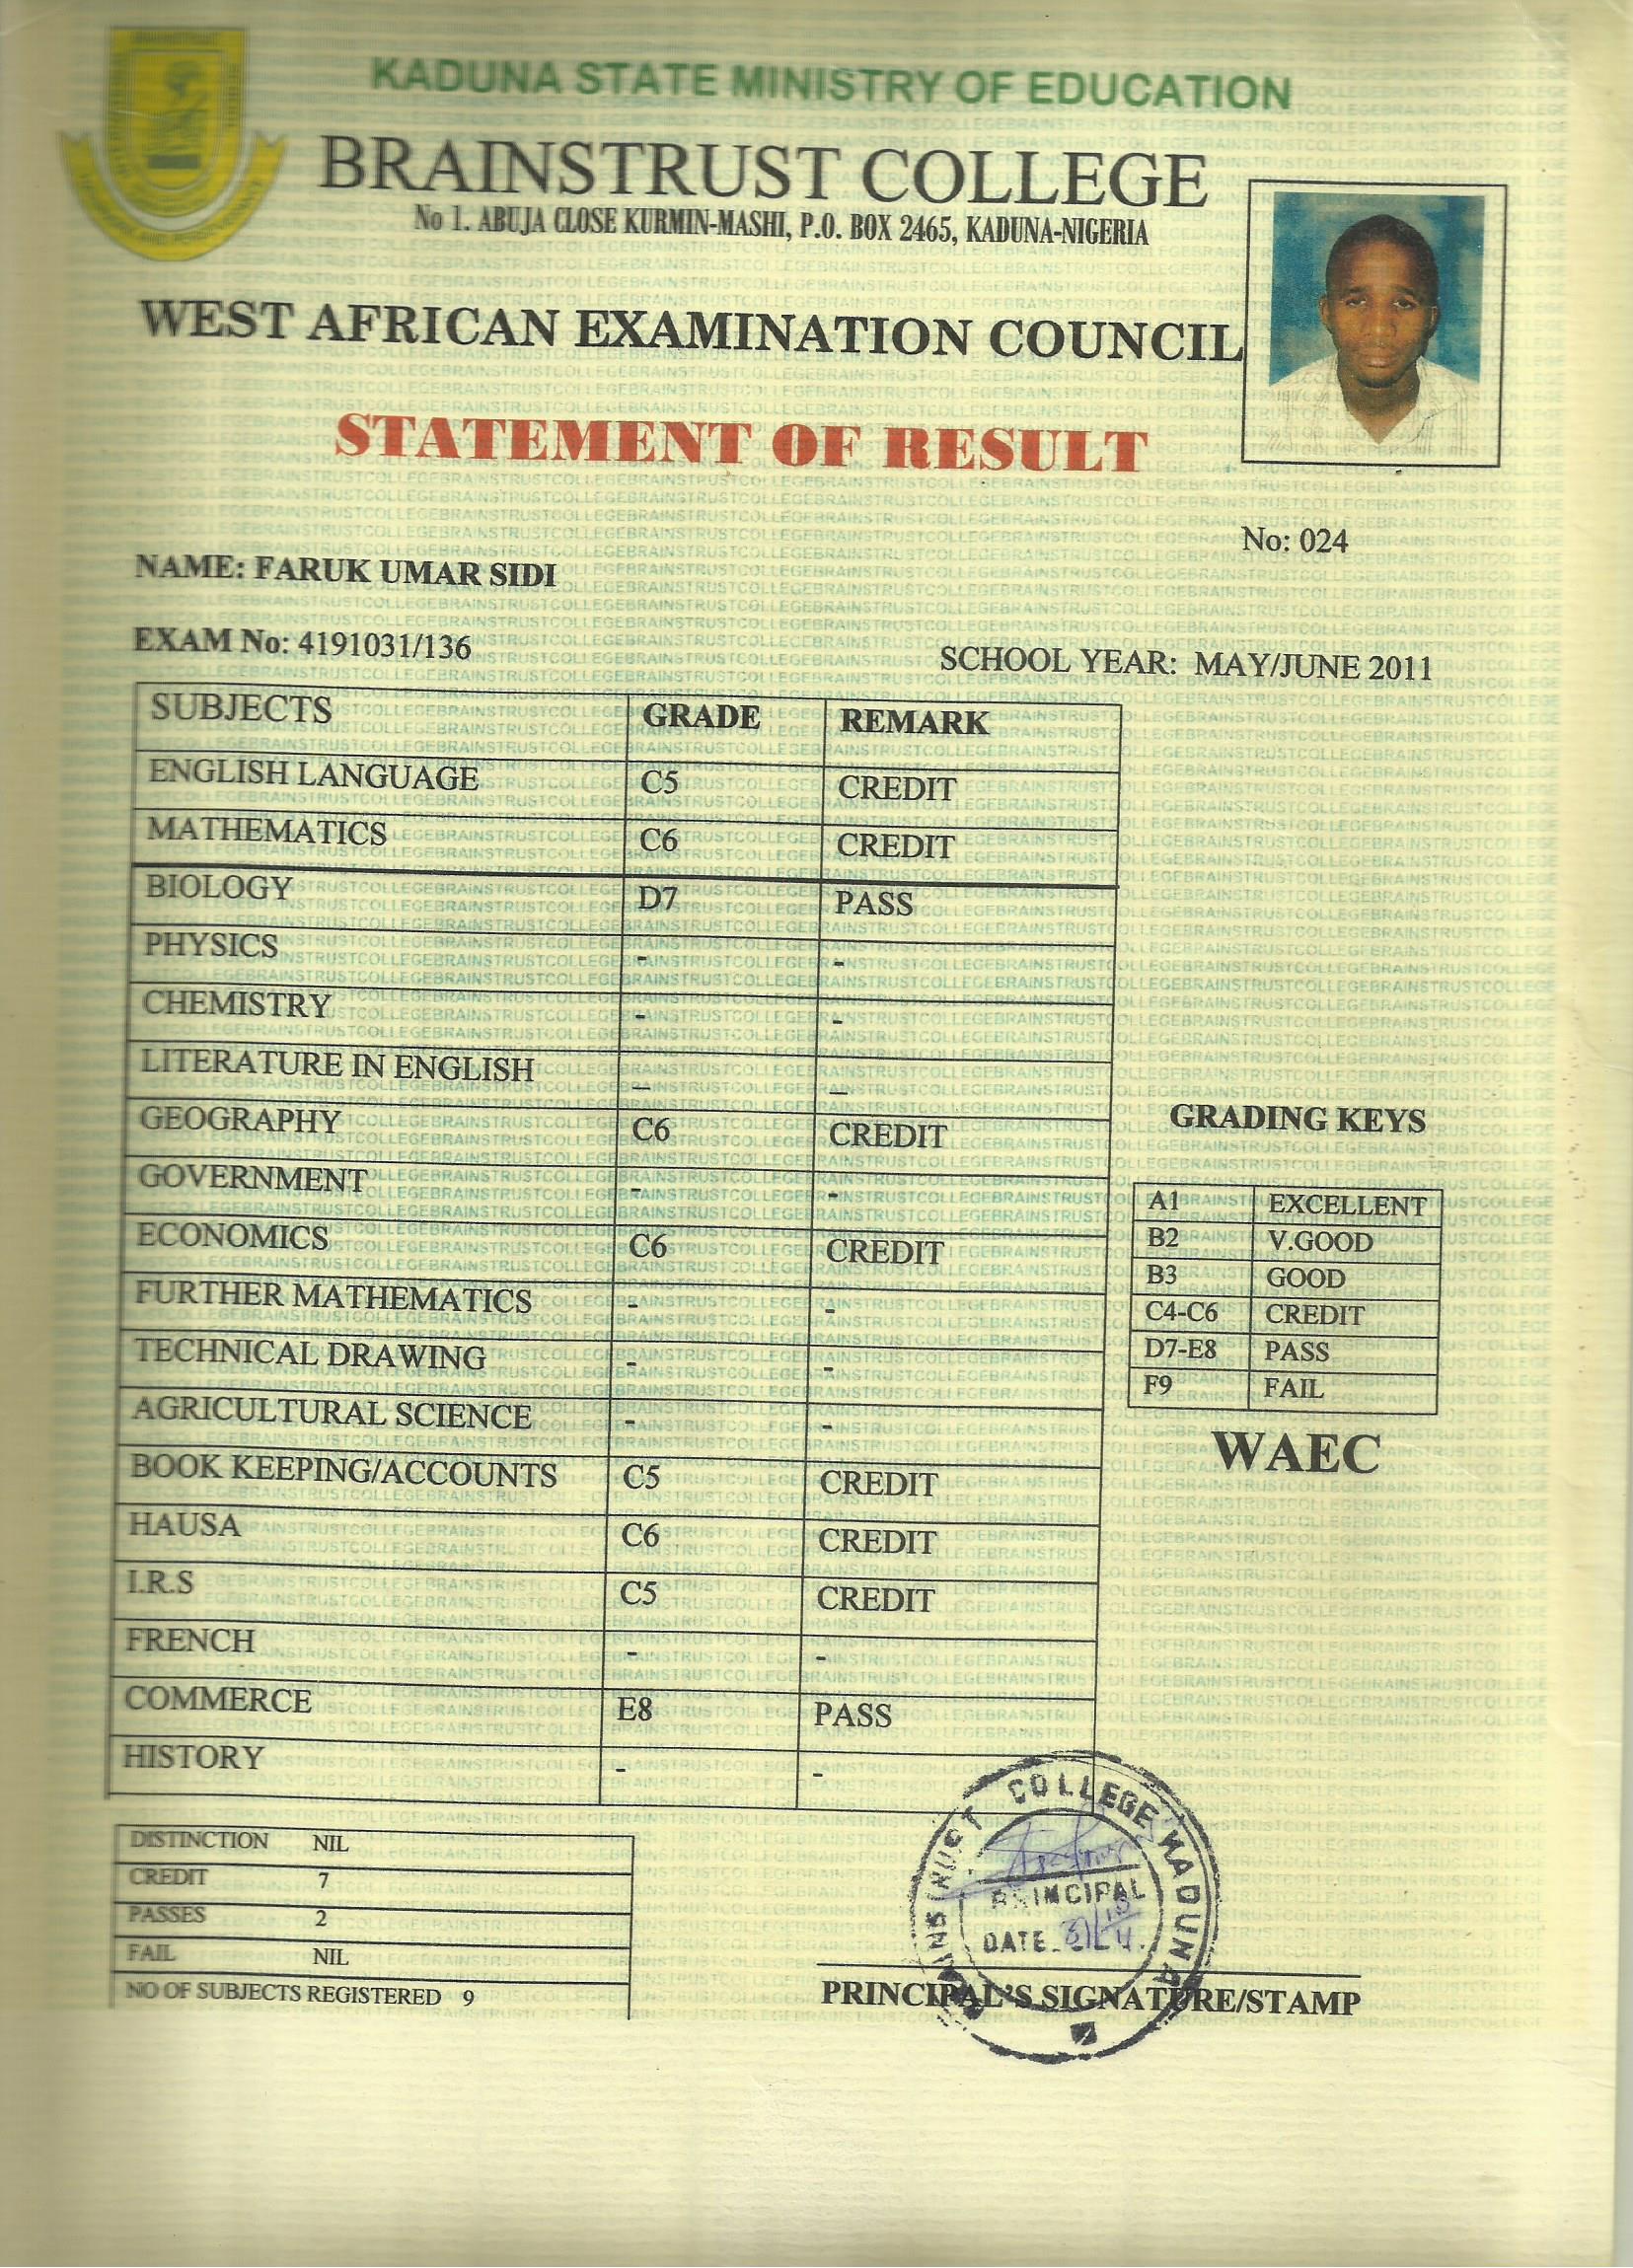 KADUNA STATE MINISTRY OF EDUCATION
BRAINSTRUST COLLEGE
No 1. ABUJA CLOSE KURMIN-MASHI, P.O. BOX 2465, KADUNA-NIGERIA
WEST AFRICAN EXAMINATION COUNCIL
STATEMENT OF RESULT
No: 024
NAME: FARUK UMAR SIDI
EXAM No: 4191031/136
SCHOOL YEAR: MAY/JUNE 2011
SUBJECTS GRADE REMARK
ENGLISH LANGUAGE C5 CREDIT
MATHEMATICS C6 CREDIT
BIOLOGY D7 PASS
PHYSICS - -
CHEMISTRY - -
LITERATURE IN ENGLISH _ _
GEOGRAPHY C6 CREDIT
GOVERNMENT - -
ECONOMICS C6 CREDIT
FURTHER MATHEMATICS - -
TECHNICAL DRAWING - -
AGRICULTURAL SCIENCE - -
BOOK KEEPING/ACCOUNTS C5 CREDIT
HAUSA C6 CREDIT
I.R.S C5 CREDIT
FRENCH - -
COMMERCE E8 PASS
HISTORY - -
GRADING KEYS
A1 EXCELLENT
B2 V.GOOD
B3 GOOD
C4-C6 CREDIT
D7-E8 PASS
F9 FAIL
WAEC
DISTINCTION NIL
CREDIT 7
PASSES 2
FAIL NIL
NO OF SUBJECTS REGISTERED 9
COLLEGE KADUNA
PRINCIPAL
DATE
PRINCIPAL'S SIGNATURE/STAMP